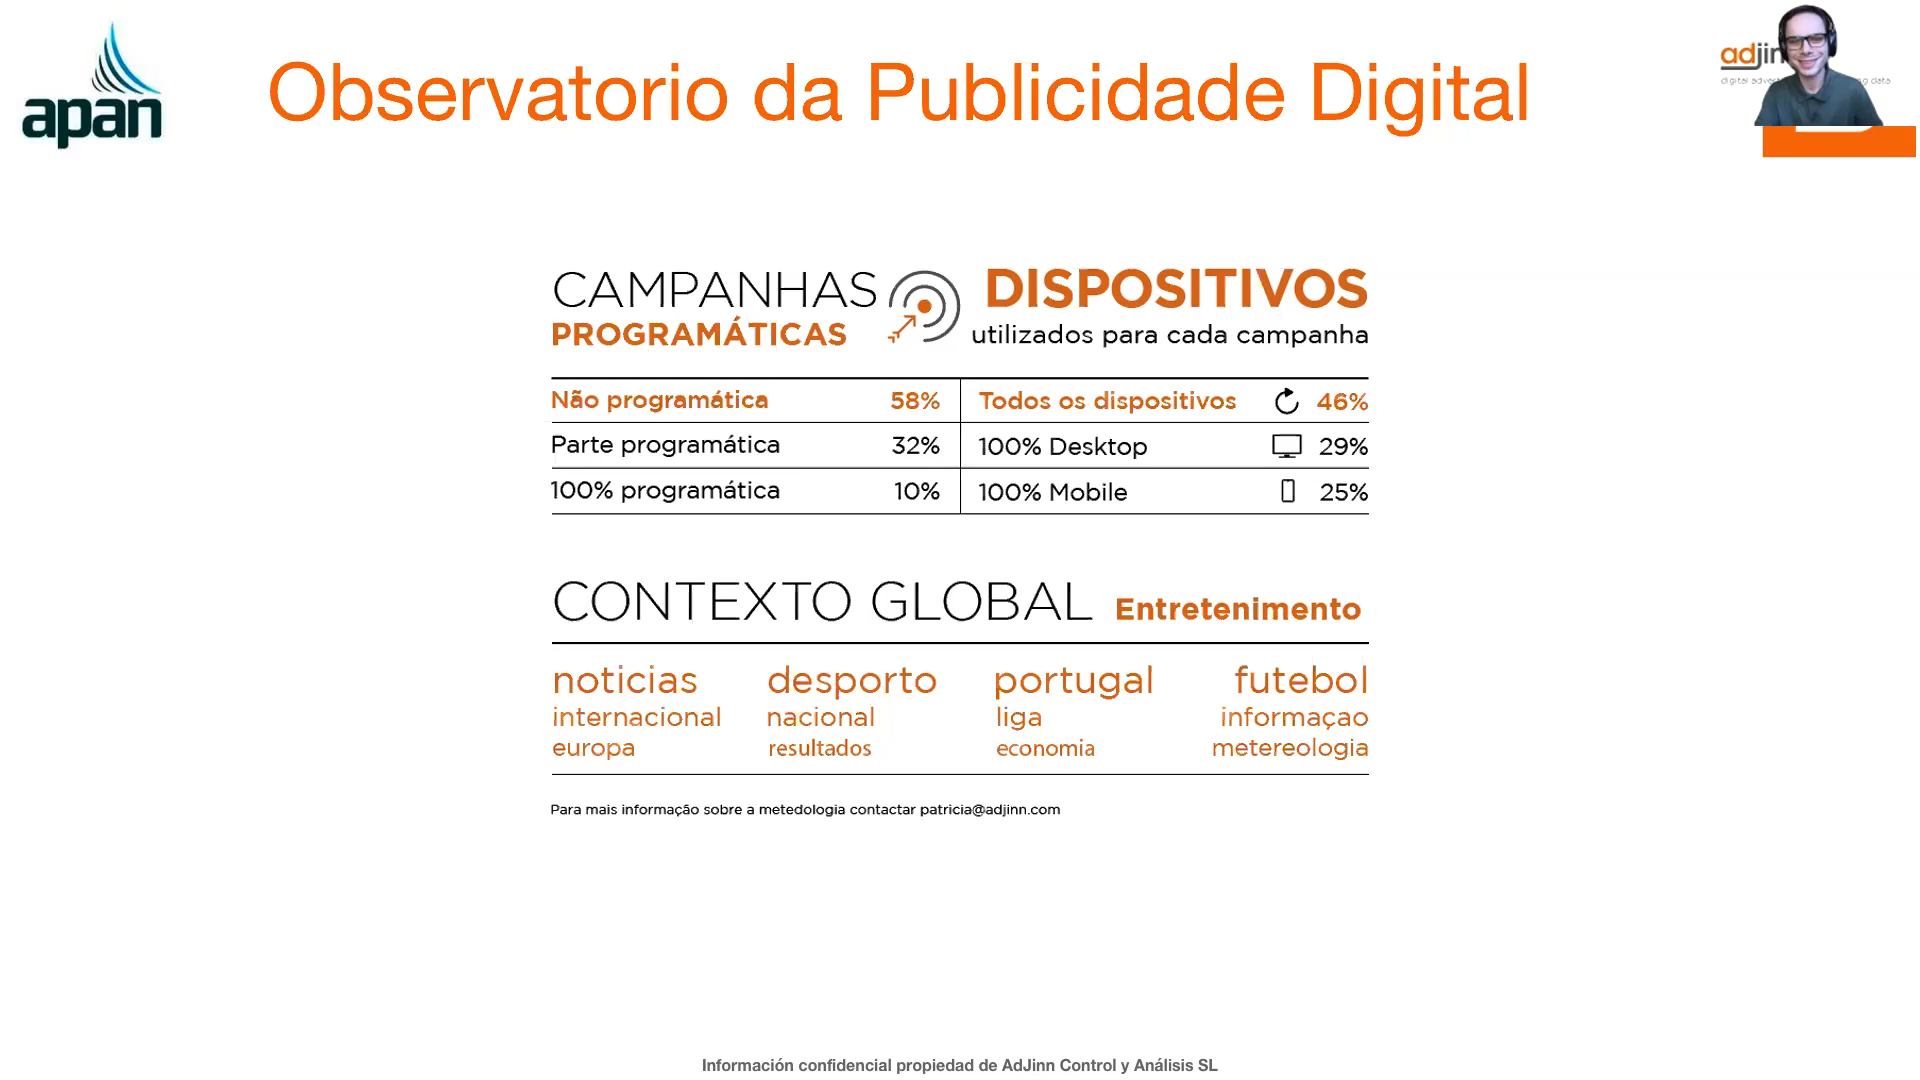 apan
Observatorio da Publicidade Digital
CAMPANHAS
PROGRAMÁTICAS
DISPOSITIVOS
utilizados para cada campanha
Não programática 58%
Parte programática 32%
100% programática 10%
Todos os dispositivos 46%
100% Desktop 29%
100% Mobile 25%
CONTEXTO GLOBAL Entretenimento
noticias desporto portugal futebol
internacional nacional liga informaçao
europa resultados economia metereologia
Para mais informação sobre a metedologia contactar patricia@adjinn.com
Información confidencial propiedad de AdJinn Control y Análisis SL